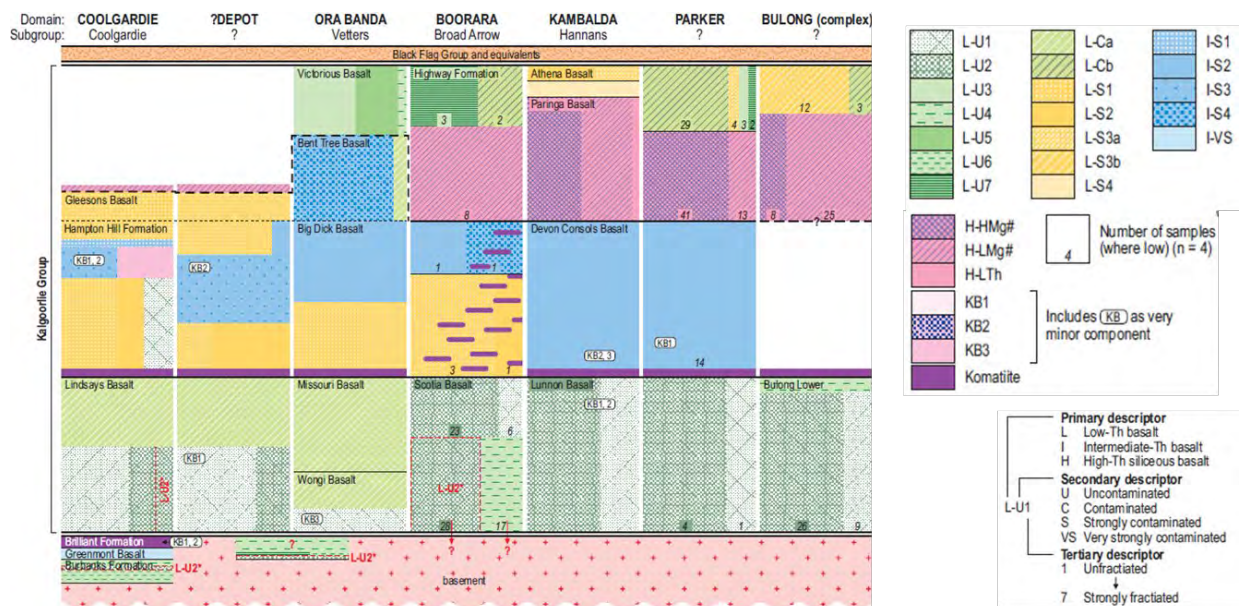 Domain: COOLGARDIE ?DEPOT ORA BANDA BOORARA KAMBALDA PARKER BULONG (complex)
Subgroup: Coolgardie ? Vetters Broad Arrow Hannans ? ?
Black Flag Group and equivalents
Kalgoorlie Group
Victorious Basalt
Highway Formation
3
2
Athena Basalt
Paringa Basalt
29
4
3
2
12
3
Bent Tree Basalt
8
41
13
8
25
?
Gleesons Basalt
Hampton Hill Formation
KB1, 2
KB2
Big Dick Basalt
1
1
3
1
Devon Consols Basalt
KB2, 3
KB1
14
Lindsays Basalt
L-U2*
KB1
Missouri Basalt
Wongi Basalt
KB3
Scotia Basalt
23
6
L-U2*
28
17
Lunnon Basalt
KB1, 2
4
1
Bulong Lower
26
9
Brilliant Formation
KB1, 2
Greenmont Basalt
Burbanks Formation
L-U2*
?
L-U2*
?
?
basement
L-U1
L-U2
L-U3
L-U4
L-U5
L-U6
L-U7
L-Ca
L-Cb
L-S1
L-S2
L-S3a
L-S3b
L-S4
I-S1
I-S2
I-S3
I-S4
I-VS
H-HMg#
H-LMg#
H-LTh
KB1
KB2
KB3
Komatiite
4
Number of samples
(where low) (n = 4)
Includes KB as very
minor component
L-U1
Primary descriptor
L Low-Th basalt
I Intermediate-Th basalt
H High-Th siliceous basalt
Secondary descriptor
U Uncontaminated
C Contaminated
S Strongly contaminated
VS Very strongly contaminated
Tertiary descriptor
1 Unfractiated
7 Strongly fractiated